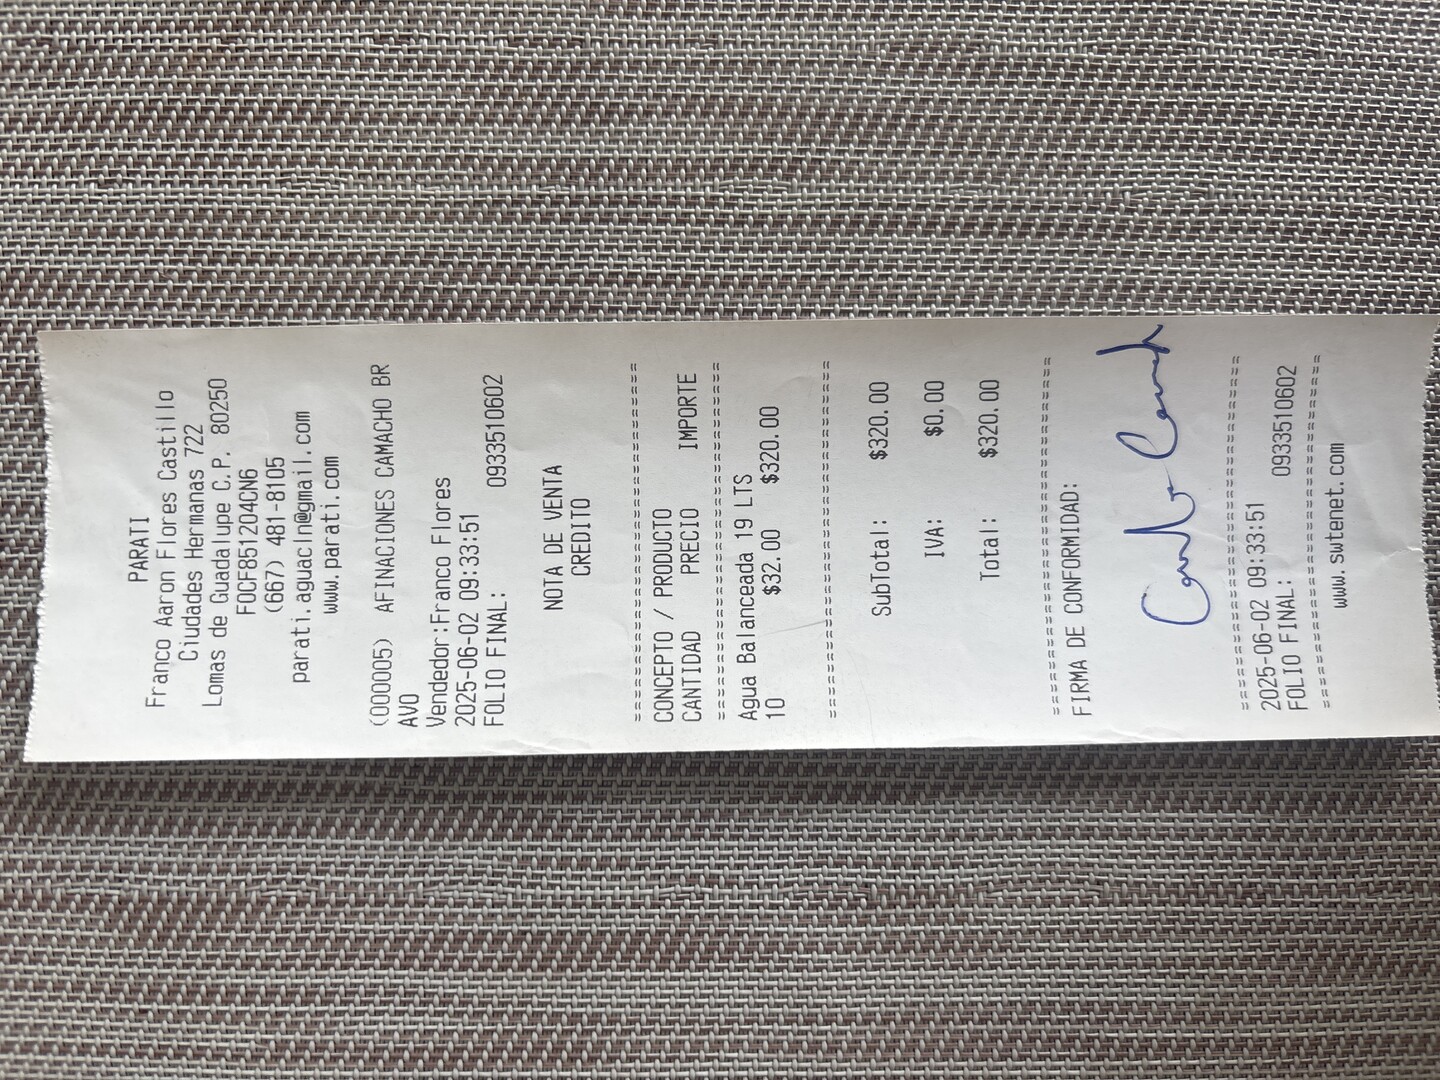 PARATI
Franco Aaron Flores Castillo
Ciudades Hermanas 722
Lomas de Guadalupe C.P. 80250
FOCF851204CN6
(667) 481-8105
parati.aguacln@gmail.com
www.parati.com
(000005) AFINACIONES CAMACHO BR
AVO
Vendedor:Franco Flores
2025-06-02 09:33:51
FOLIO FINAL: 0933510602
NOTA DE VENTA
CREDITO
================================
CONCEPTO / PRODUCTO
CANTIDAD PRECIO IMPORTE
================================
Agua Balanceada 19 LTS
10 $32.00 $320.00
================================
SubTotal: $320.00
IVA: $0.00
Total: $320.00
================================
FIRMA DE CONFORMIDAD:
================================
2025-06-02 09:33:51
FOLIO FINAL: 0933510602
================================
www.swtenet.com